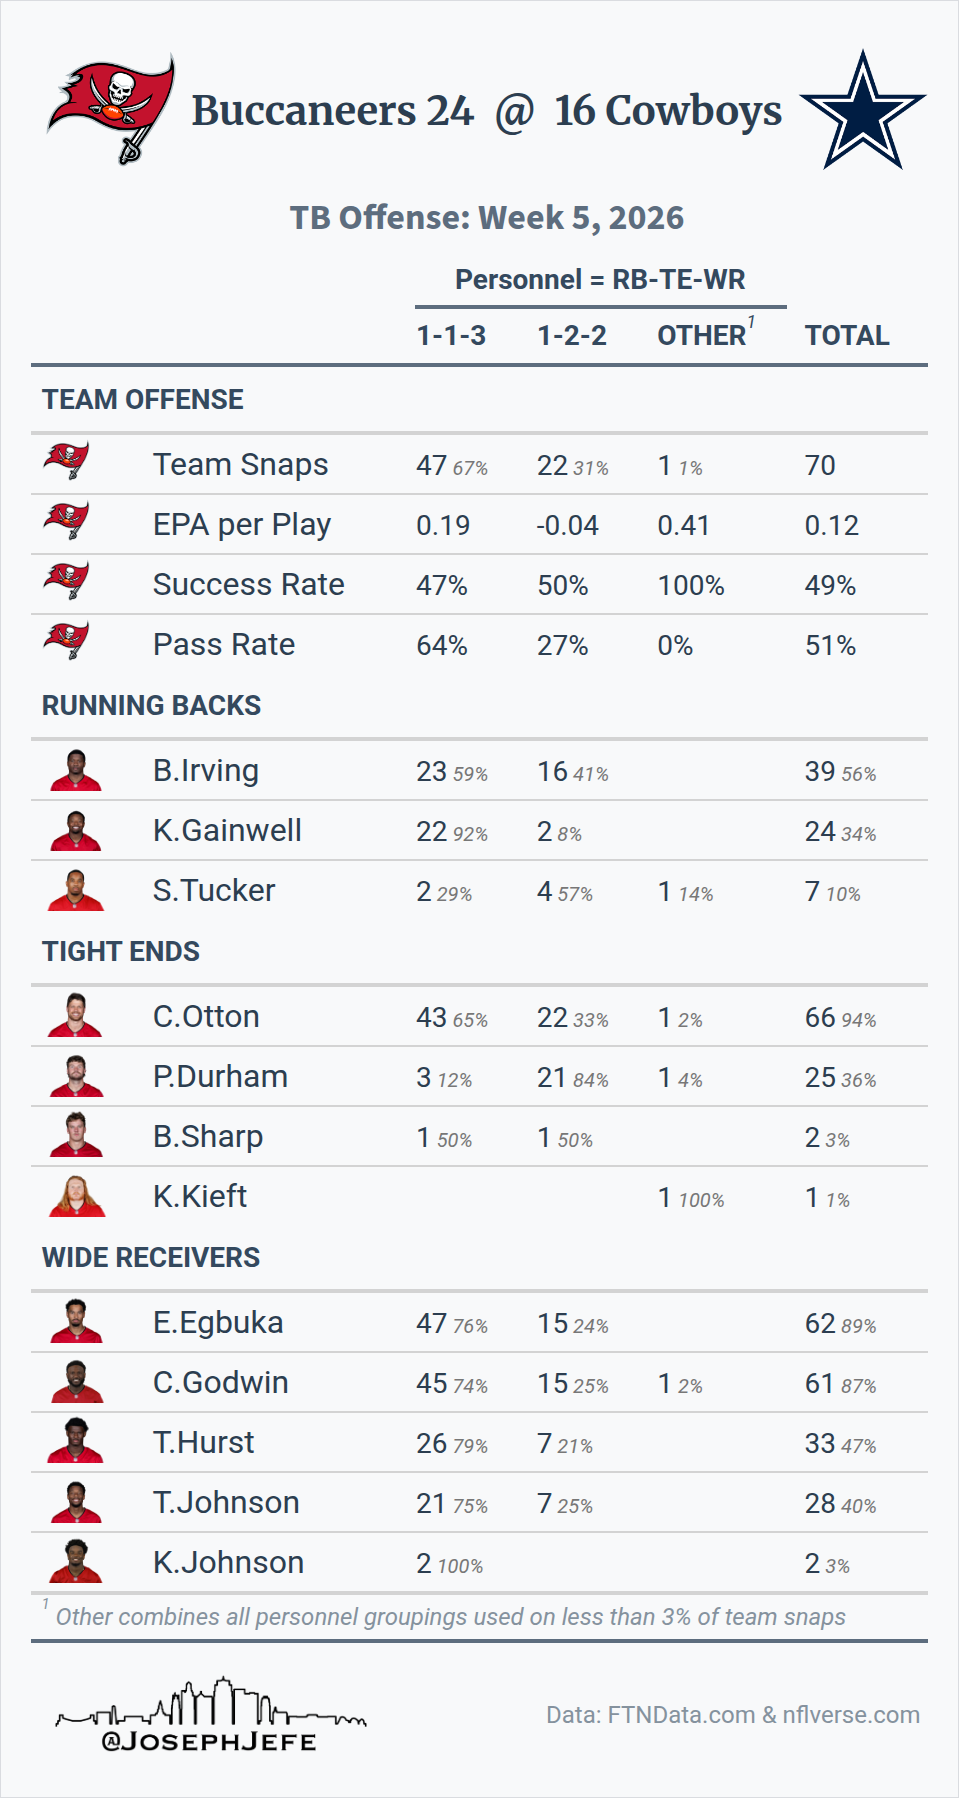 Buccaneers 24 @ 16 Cowboys
TB Offense: Week 5, 2026
Personnel = RB-TE-WR
1-1-3 1-2-2 OTHER1 TOTAL
TEAM OFFENSE
Team Snaps 47 67% 22 31% 1 1% 70
EPA per Play 0.19 -0.04 0.41 0.12
Success Rate 47% 50% 100% 49%
Pass Rate 64% 27% 0% 51%
RUNNING BACKS
B.Irving 23 59% 16 41% 39 56%
K.Gainwell 22 92% 2 8% 24 34%
S.Tucker 2 29% 4 57% 1 14% 7 10%
TIGHT ENDS
C.Otton 43 65% 22 33% 1 2% 66 94%
P.Durham 3 12% 21 84% 1 4% 25 36%
B.Sharp 1 50% 1 50% 2 3%
K.Kieft 1 100% 1 1%
WIDE RECEIVERS
E.Egbuka 47 76% 15 24% 62 89%
C.Godwin 45 74% 15 25% 1 2% 61 87%
T.Hurst 26 79% 7 21% 33 47%
T.Johnson 21 75% 7 25% 28 40%
K.Johnson 2 100% 2 3%
1 Other combines all personnel groupings used on less than 3% of team snaps
@JOSEPHJEFE
Data: FTNData.com & nflverse.com